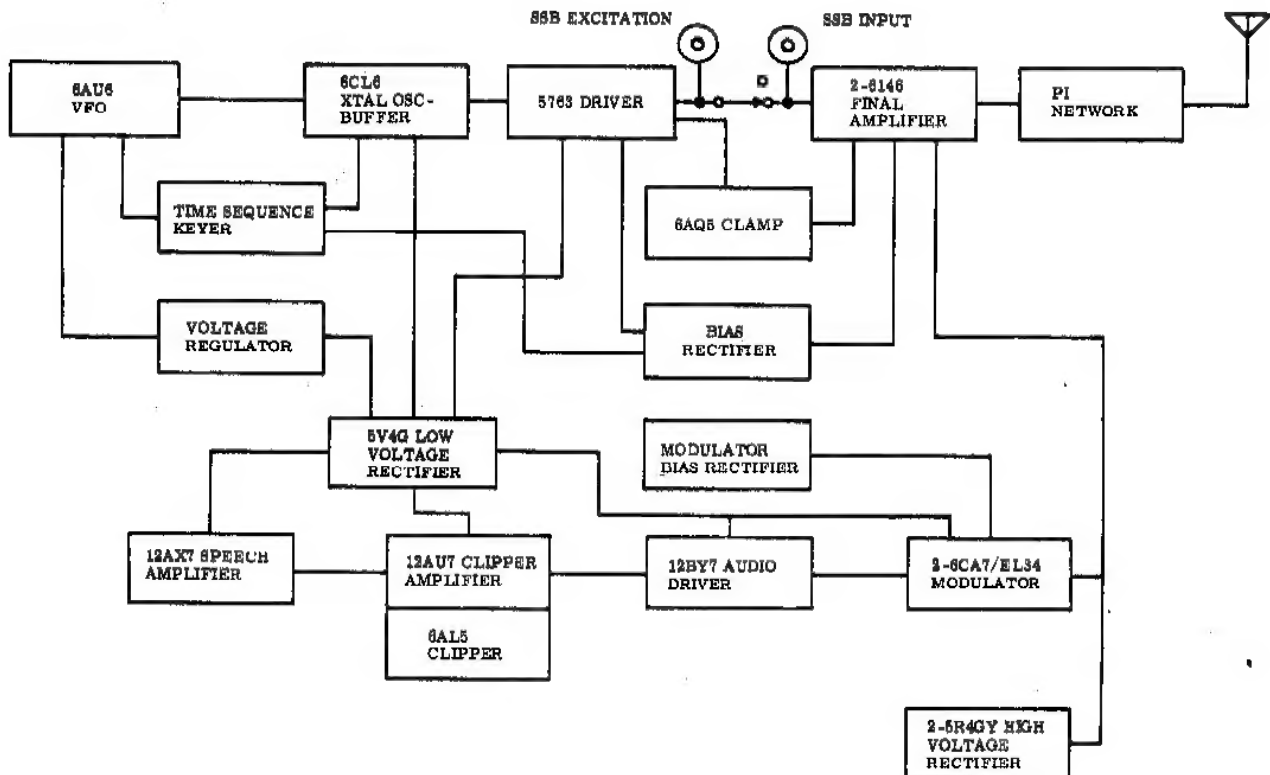 SSB EXCITATION
SSB INPUT
6AU6
VFO
6CL6
XTAL OSC-
BUFFER
5763 DRIVER
2-6146
FINAL
AMPLIFIER
PI
NETWORK
TIME SEQUENCE
KEYER
6AQ5 CLAMP
VOLTAGE
REGULATOR
BIAS
RECTIFIER
5V4G LOW
VOLTAGE
RECTIFIER
MODULATOR
BIAS RECTIFIER
12AX7 SPEECH
AMPLIFIER
12AU7 CLIPPER
AMPLIFIER
6AL5
CLIPPER
12BY7 AUDIO
DRIVER
2-6CA7/EL34
MODULATOR
2-5R4GY HIGH
VOLTAGE
RECTIFIER